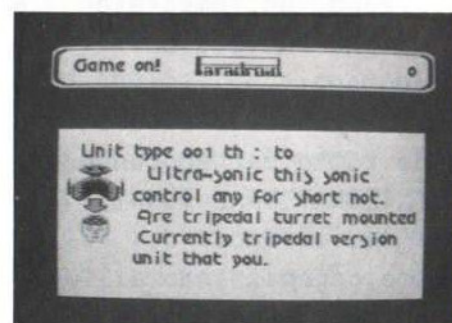 Game on! Paradroid 0
Unit type 001 th : to
Ultra-sonic this sonic
control any for short not.
Are tripedal turret mounted
Currently tripedal version
unit that you.